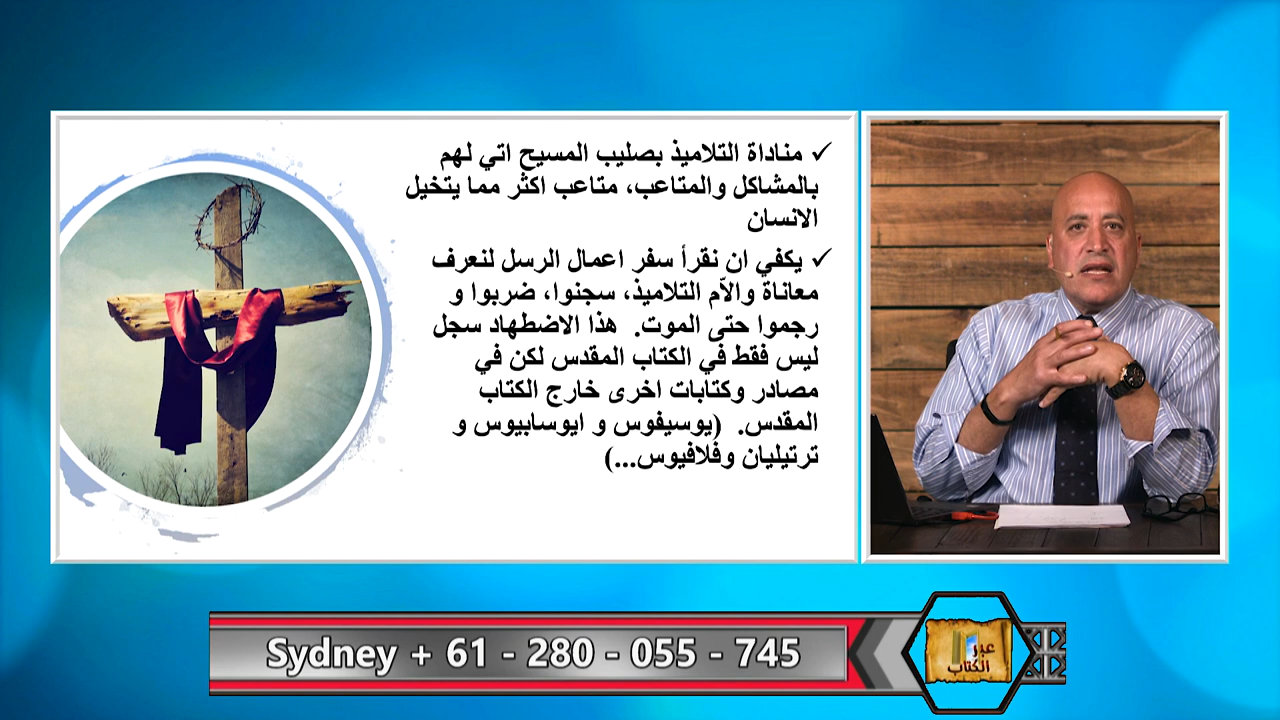 ✓ مناداة التلاميذ بصليب المسيح اتي لهم
بالمشاكل والمتاعب، متاعب اكثر مما يتخيل
الانسان
✓ يكفي ان نقرأ سفر اعمال الرسل لنعرف
معاناة والآم التلاميذ، سجنوا، ضربوا و
رجموا حتى الموت. هذا الاضطهاد سجل
ليس فقط في الكتاب المقدس لكن في
مصادر وكتابات اخرى خارج الكتاب
المقدس. (يوسيفوس و ايوسابيوس و
ترتيليان وفلافيوس...)
Sydney + 61 - 280 - 055 - 745
عبر
الكتاب